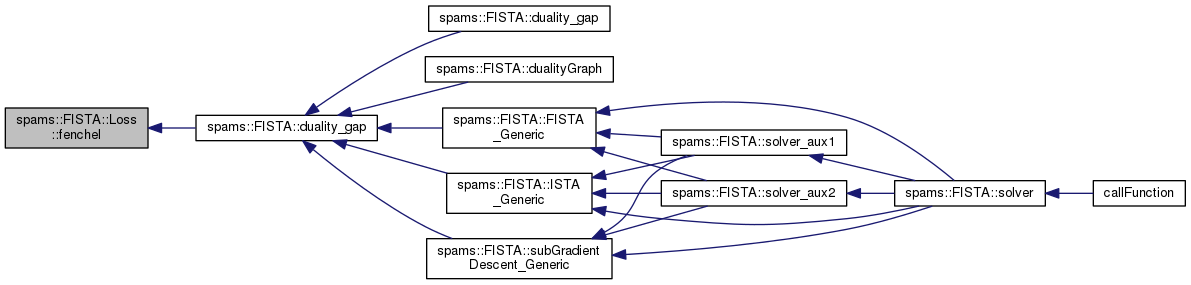 spams::FISTA::Loss
::fenchel
spams::FISTA::duality_gap
spams::FISTA::duality_gap
spams::FISTA::dualityGraph
spams::FISTA::FISTA
_Generic
spams::FISTA::ISTA
_Generic
spams::FISTA::subGradient
Descent_Generic
spams::FISTA::solver_aux1
spams::FISTA::solver_aux2
spams::FISTA::solver
callFunction